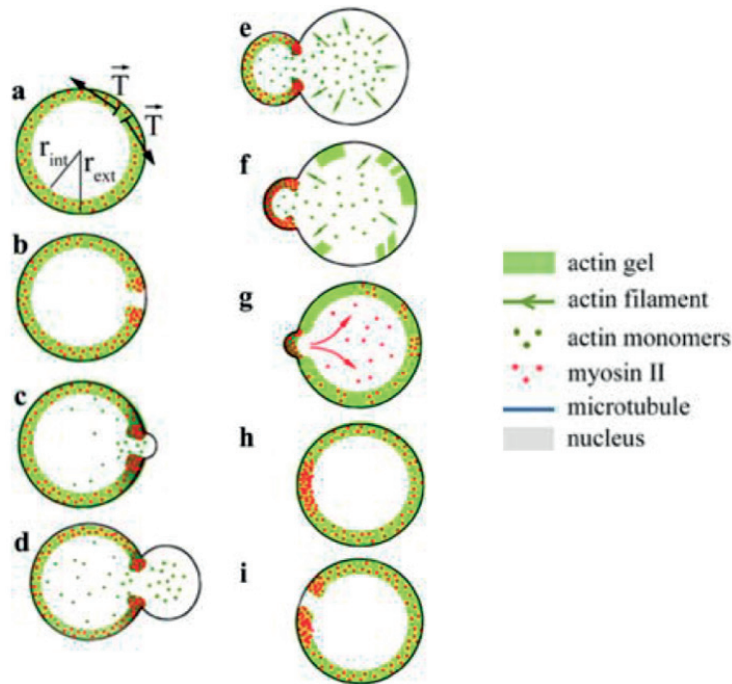 a
T
T
r int
r ext
b
c
d
e
f
g
h
i
actin gel
actin filament
actin monomers
myosin II
microtubule
nucleus